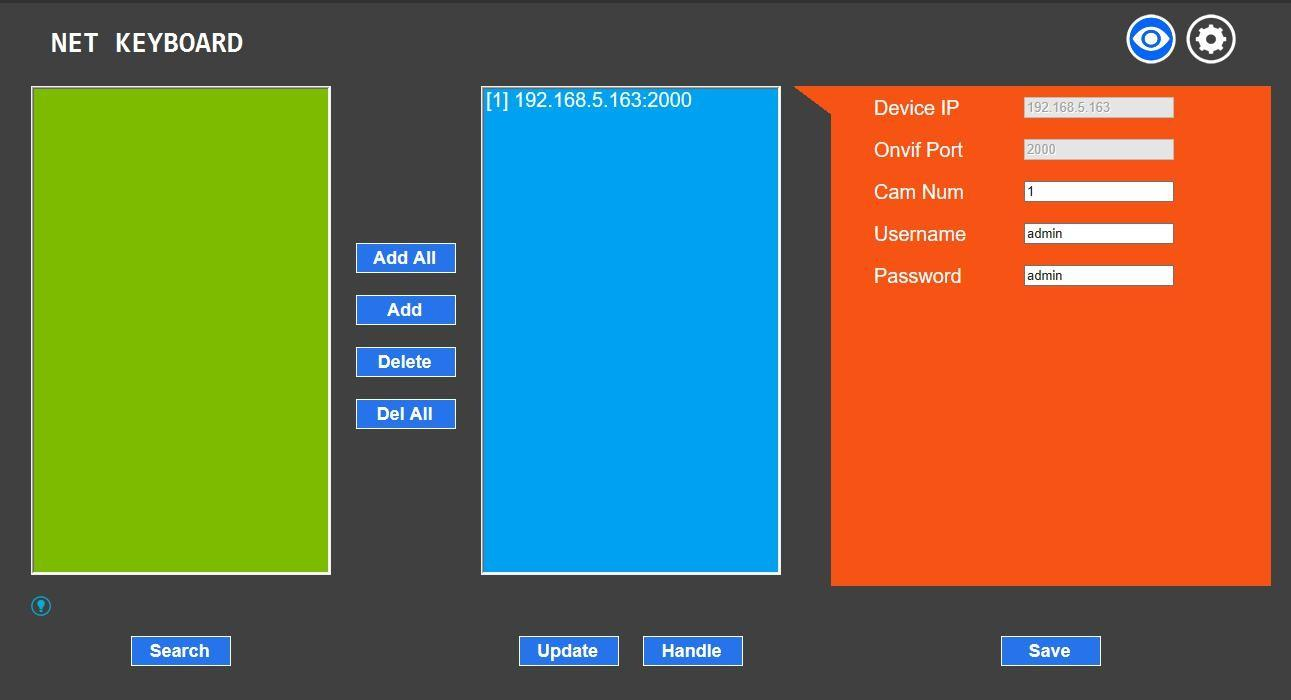 NET KEYBOARD
[1] 192.168.5.163:2000
Add All
Add
Delete
Del All
Device IP 192.168.5.163
Onvif Port 2000
Cam Num 1
Username admin
Password admin
Search Update Handle Save